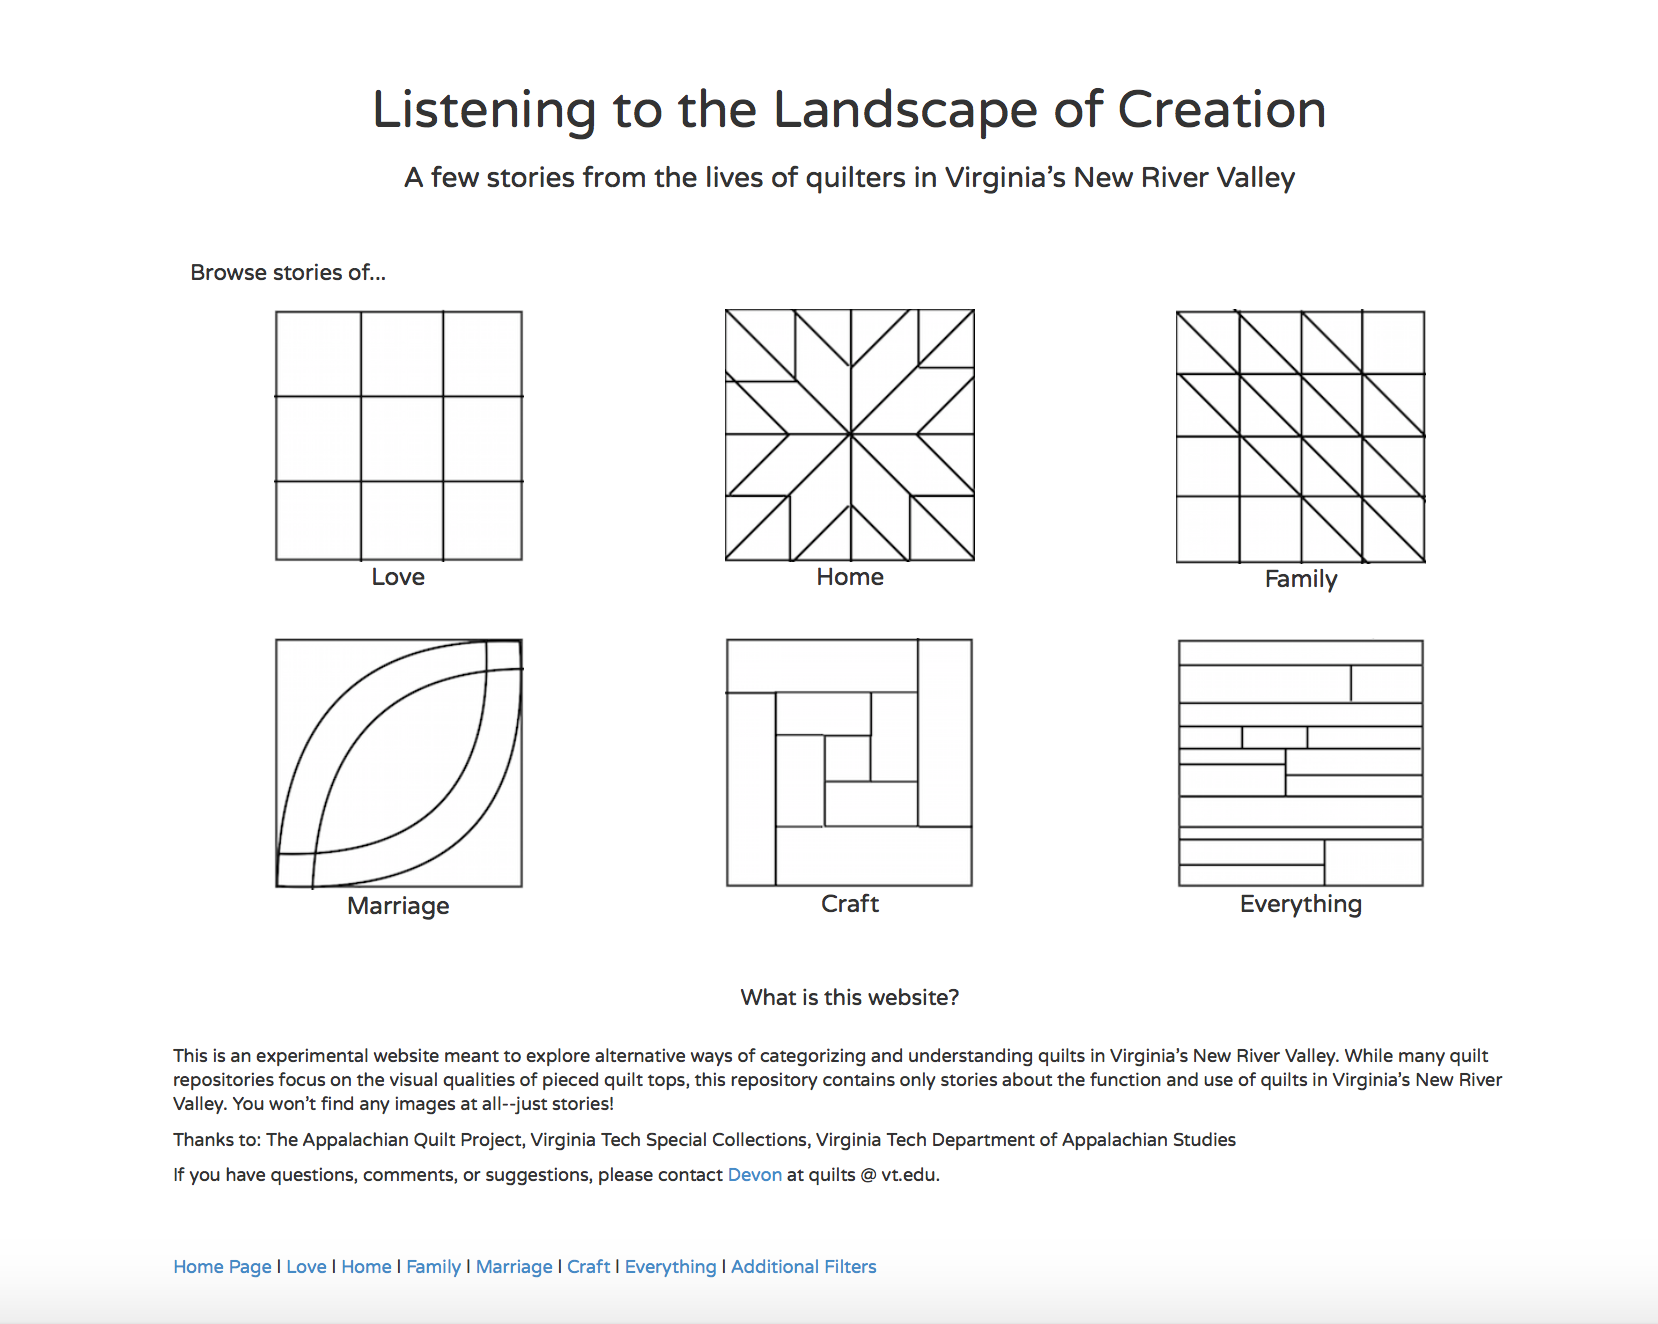 Listening to the Landscape of Creation
A few stories from the lives of quilters in Virginia’s New River Valley
Browse stories of...
Love
Home
Family
Marriage
Craft
Everything
What is this website?
This is an experimental website meant to explore alternative ways of categorizing and understanding quilts in Virginia’s New River Valley. While many quilt
repositories focus on the visual qualities of pieced quilt tops, this repository contains only stories about the function and use of quilts in Virginia’s New River
Valley. You won’t find any images at all--just stories!
Thanks to: The Appalachian Quilt Project, Virginia Tech Special Collections, Virginia Tech Department of Appalachian Studies
If you have questions, comments, or suggestions, please contact Devon at quilts @ vt.edu.
Home Page | Love | Home | Family | Marriage | Craft | Everything | Additional Filters